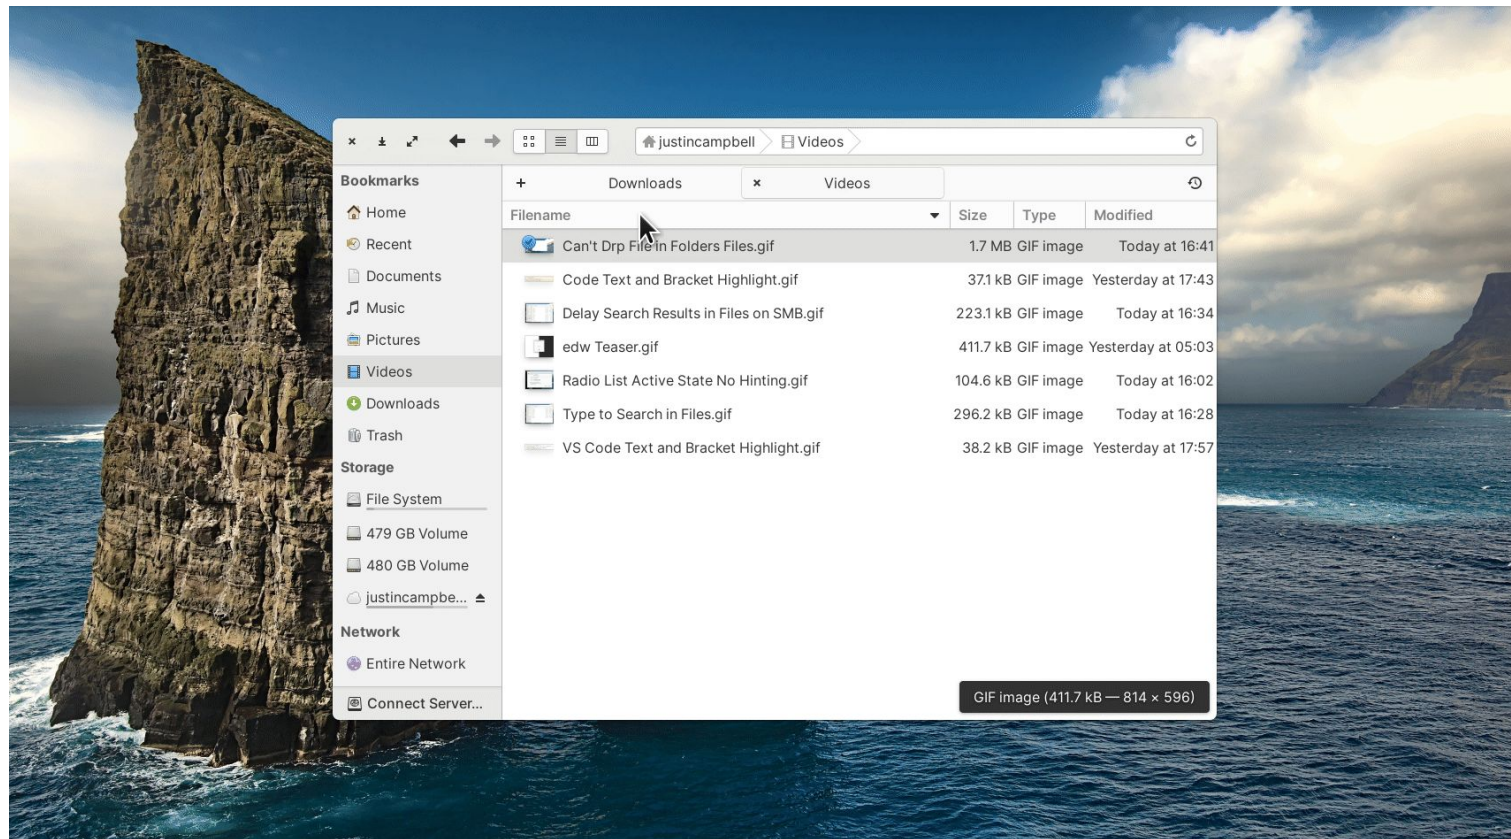 justincampbell Videos
Downloads Videos
Bookmarks
Home
Recent
Documents
Music
Pictures
Videos
Downloads
Trash
Storage
File System
479 GB Volume
480 GB Volume
justincampbe...
Network
Entire Network
Connect Server...
Filename Size Type Modified
Can't Drp File in Folders Files.gif 1.7 MB GIF image Today at 16:41
Code Text and Bracket Highlight.gif 37.1 kB GIF image Yesterday at 17:43
Delay Search Results in Files on SMB.gif 223.1 kB GIF image Today at 16:34
edw Teaser.gif 411.7 kB GIF image Yesterday at 05:03
Radio List Active State No Hinting.gif 104.6 kB GIF image Today at 16:02
Type to Search in Files.gif 296.2 kB GIF image Today at 16:28
VS Code Text and Bracket Highlight.gif 38.2 kB GIF image Yesterday at 17:57
GIF image (411.7 kB — 814 × 596)